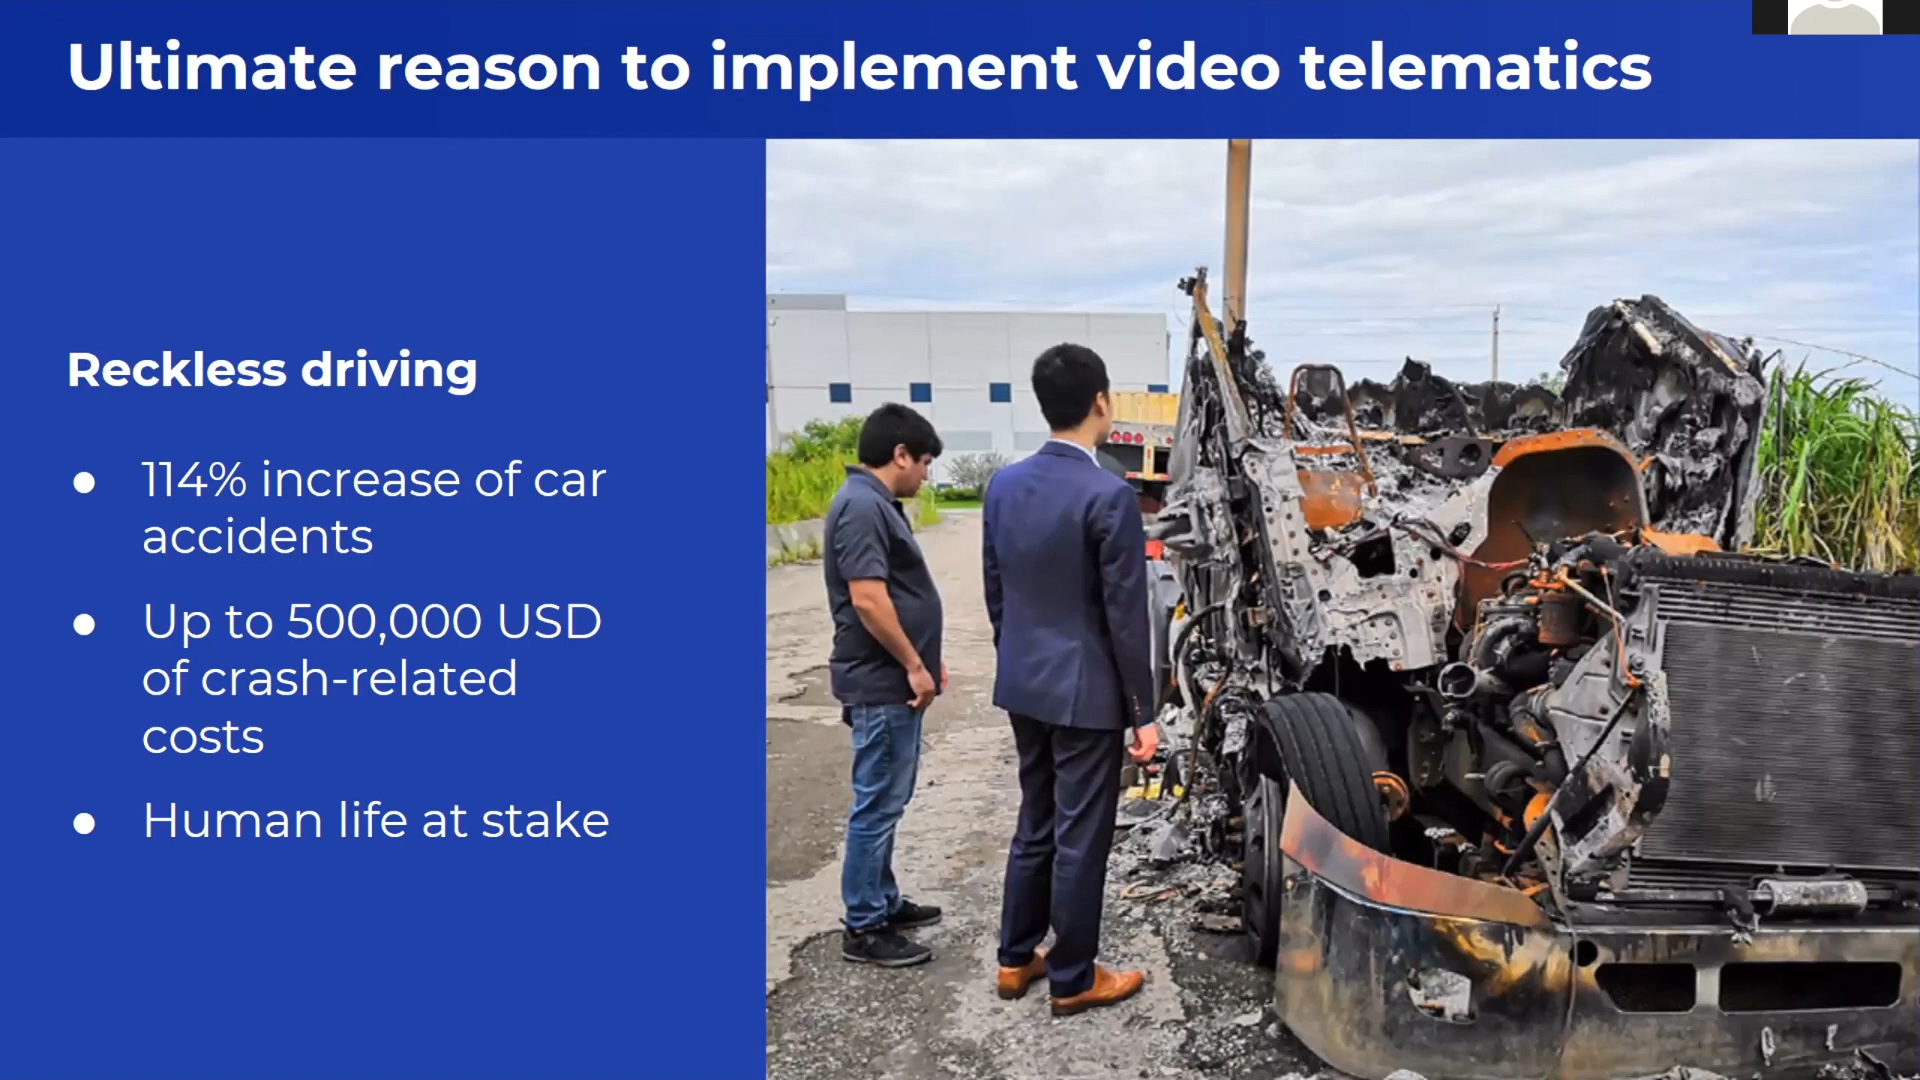 Ultimate reason to implement video telematics
Reckless driving
● 114% increase of car
accidents
● Up to 500,000 USD
of crash-related
costs
● Human life at stake